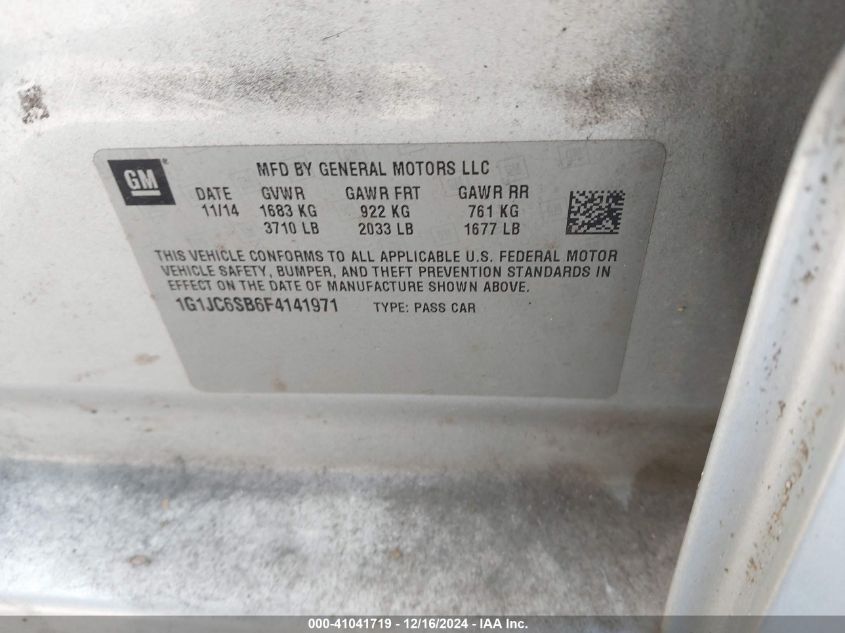 GM
MFD BY GENERAL MOTORS LLC
DATE GVWR GAWR FRT GAWR RR
11/14 1683 KG 922 KG 761 KG
3710 LB 2033 LB 1677 LB
THIS VEHICLE CONFORMS TO ALL APPLICABLE U.S. FEDERAL MOTOR
VEHICLE SAFETY, BUMPER, AND THEFT PREVENTION STANDARDS IN
EFFECT ON THE DATE OF MANUFACTURE SHOWN ABOVE.
1G1JC6SB6F4141971 TYPE: PASS CAR
000-41041719 - 12/16/2024 - IAA Inc.